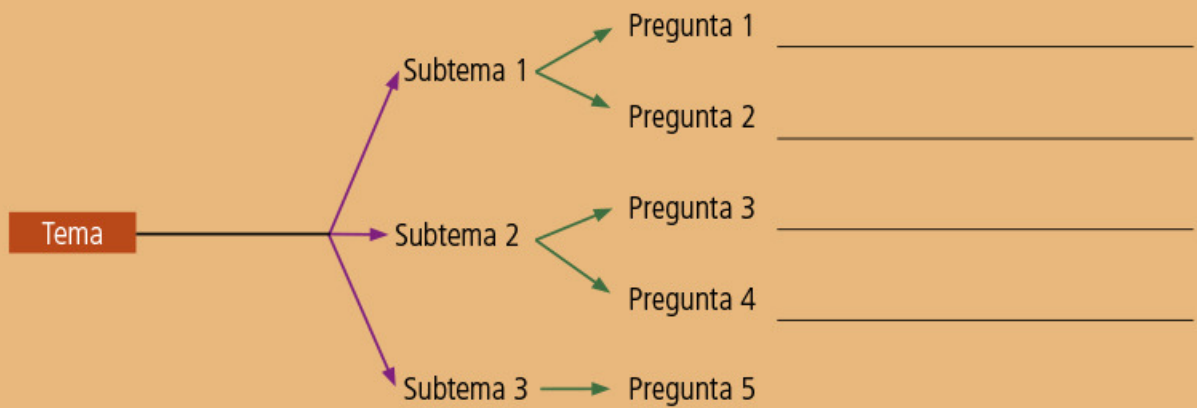 Tema
Subtema 1
Pregunta 1
Pregunta 2
Subtema 2
Pregunta 3
Pregunta 4
Subtema 3
Pregunta 5